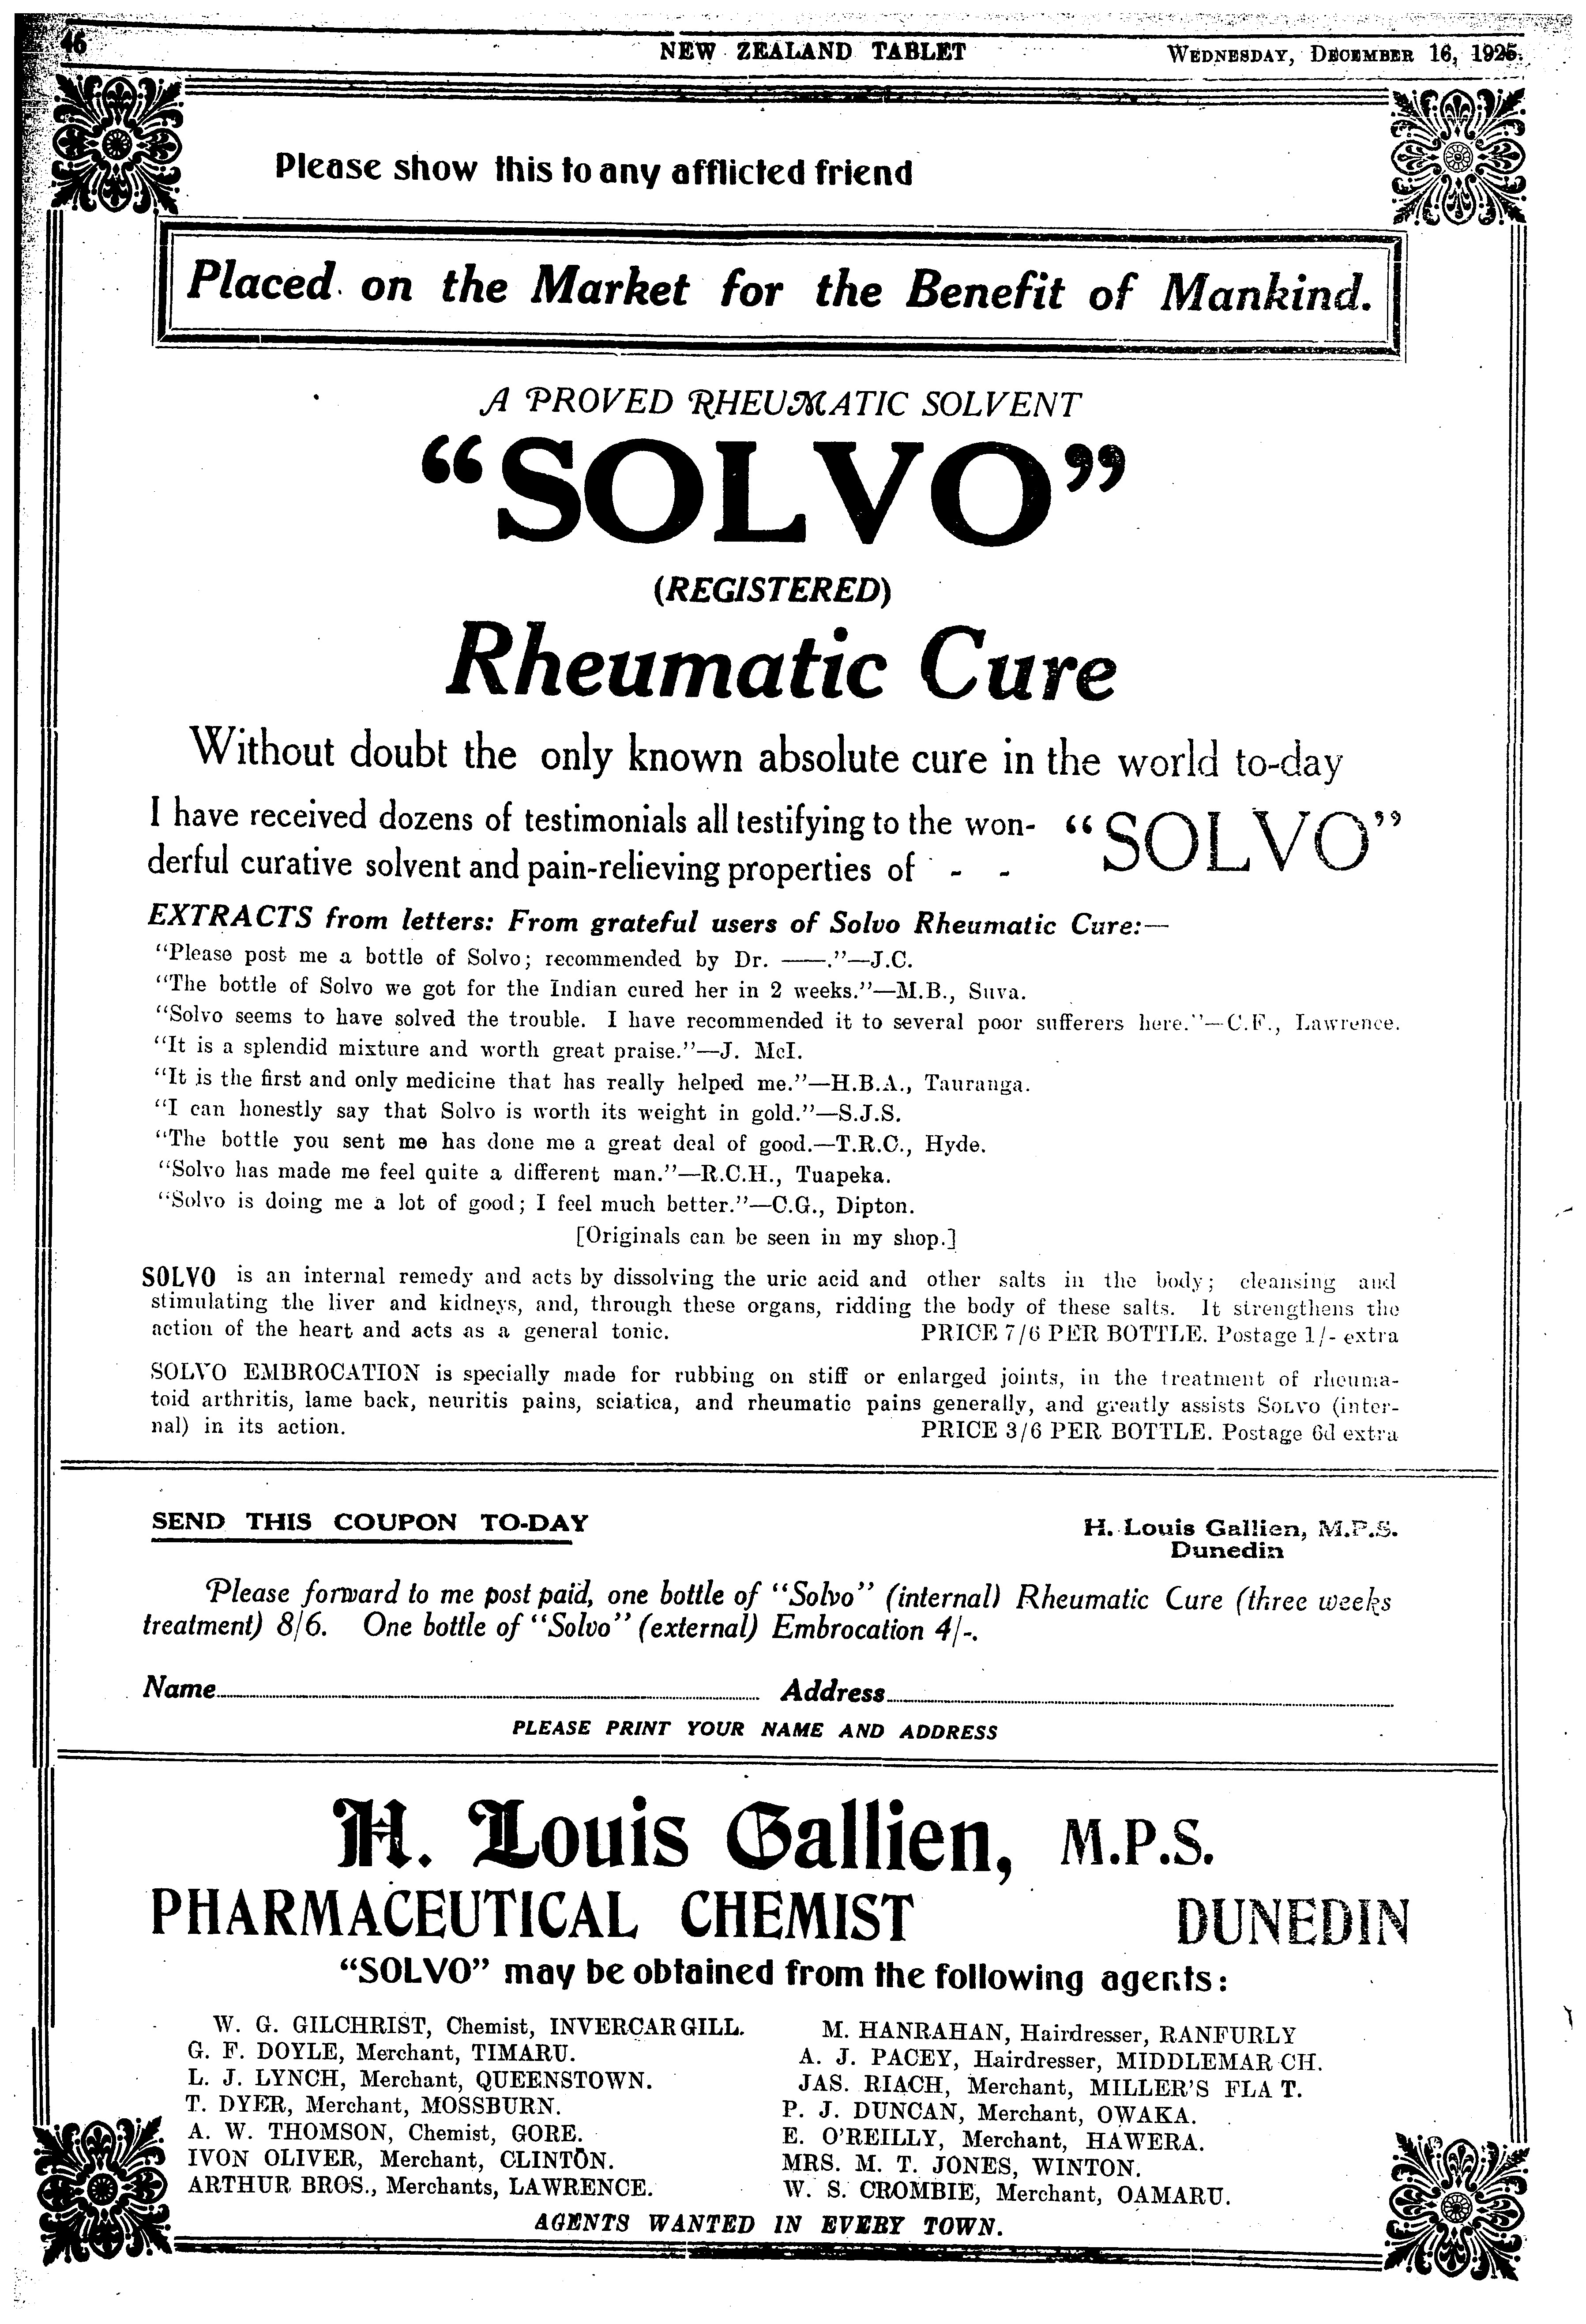 46
NEW ZEALAND TABLET
WEDNESDAY, DECEMBER 16, 1925.
Please show this to any afflicted friend
Placed on the Market for the Benefit of Mankind.
A PROVED RHEUMATIC SOLVENT
“SOLVO”
(REGISTERED)
Rheumatic Cure
Without doubt the only known absolute cure in the world to-day
I have received dozens of testimonials all testifying to the won-
derful curative solvent and pain-relieving properties of - -
“SOLVO”
EXTRACTS from letters: From grateful users of Solvo Rheumatic Cure:—
“Please post me a bottle of Solvo; recommended by Dr. ——.”—J.C.
“The bottle of Solvo we got for the Indian cured her in 2 weeks.”—M.B., Suva.
“Solvo seems to have solved the trouble. I have recommended it to several poor sufferers here.”—C.F., Lawrence.
“It is a splendid mixture and worth great praise.”—J. McI.
“It is the first and only medicine that has really helped me.”—H.B.A., Tauranga.
“I can honestly say that Solvo is worth its weight in gold.”—S.J.S.
“The bottle you sent me has done me a great deal of good.—T.R.C., Hyde.
“Solvo has made me feel quite a different man.”—R.C.H., Tuapeka.
“Solvo is doing me a lot of good; I feel much better.”—C.G., Dipton.
[Originals can be seen in my shop.]
SOLVO is an internal remedy and acts by dissolving the uric acid and other salts in the body; cleansing and
stimulating the liver and kidneys, and, through these organs, ridding the body of these salts. It strengthens the
action of the heart and acts as a general tonic. PRICE 7/6 PER BOTTLE. Postage 1/- extra
SOLVO EMBROCATION is specially made for rubbing on stiff or enlarged joints, in the treatment of rheuma-
toid arthritis, lame back, neuritis pains, sciatica, and rheumatic pains generally, and greatly assists SOLVO (inter-
nal) in its action. PRICE 3/6 PER BOTTLE. Postage 6d extra
SEND THIS COUPON TO-DAY
H. Louis Gallien, M.P.S.
Dunedin
Please forward to me post paid, one bottle of “Solvo” (internal) Rheumatic Cure (three weeks
treatment) 8/6. One bottle of “Solvo” (external) Embrocation 4/-.
Name.......... Address..........
PLEASE PRINT YOUR NAME AND ADDRESS
H. Louis Gallien, M.P.S.
PHARMACEUTICAL CHEMIST DUNEDIN
“SOLVO” may be obtained from the following agents:
W. G. GILCHRIST, Chemist, INVERCARGILL.
G. F. DOYLE, Merchant, TIMARU.
L. J. LYNCH, Merchant, QUEENSTOWN.
T. DYER, Merchant, MOSSBURN.
A. W. THOMSON, Chemist, GORE.
IVON OLIVER, Merchant, CLINTON.
ARTHUR BROS., Merchants, LAWRENCE.
M. HANRAHAN, Hairdresser, RANFURLY
A. J. PACEY, Hairdresser, MIDDLEMARCH.
JAS. RIACH, Merchant, MILLER'S FLAT.
P. J. DUNCAN, Merchant, OWAKA.
E. O'REILLY, Merchant, HAWERA.
MRS. M. T. JONES, WINTON.
W. S. CROMBIE, Merchant, OAMARU.
AGENTS WANTED IN EVERY TOWN.